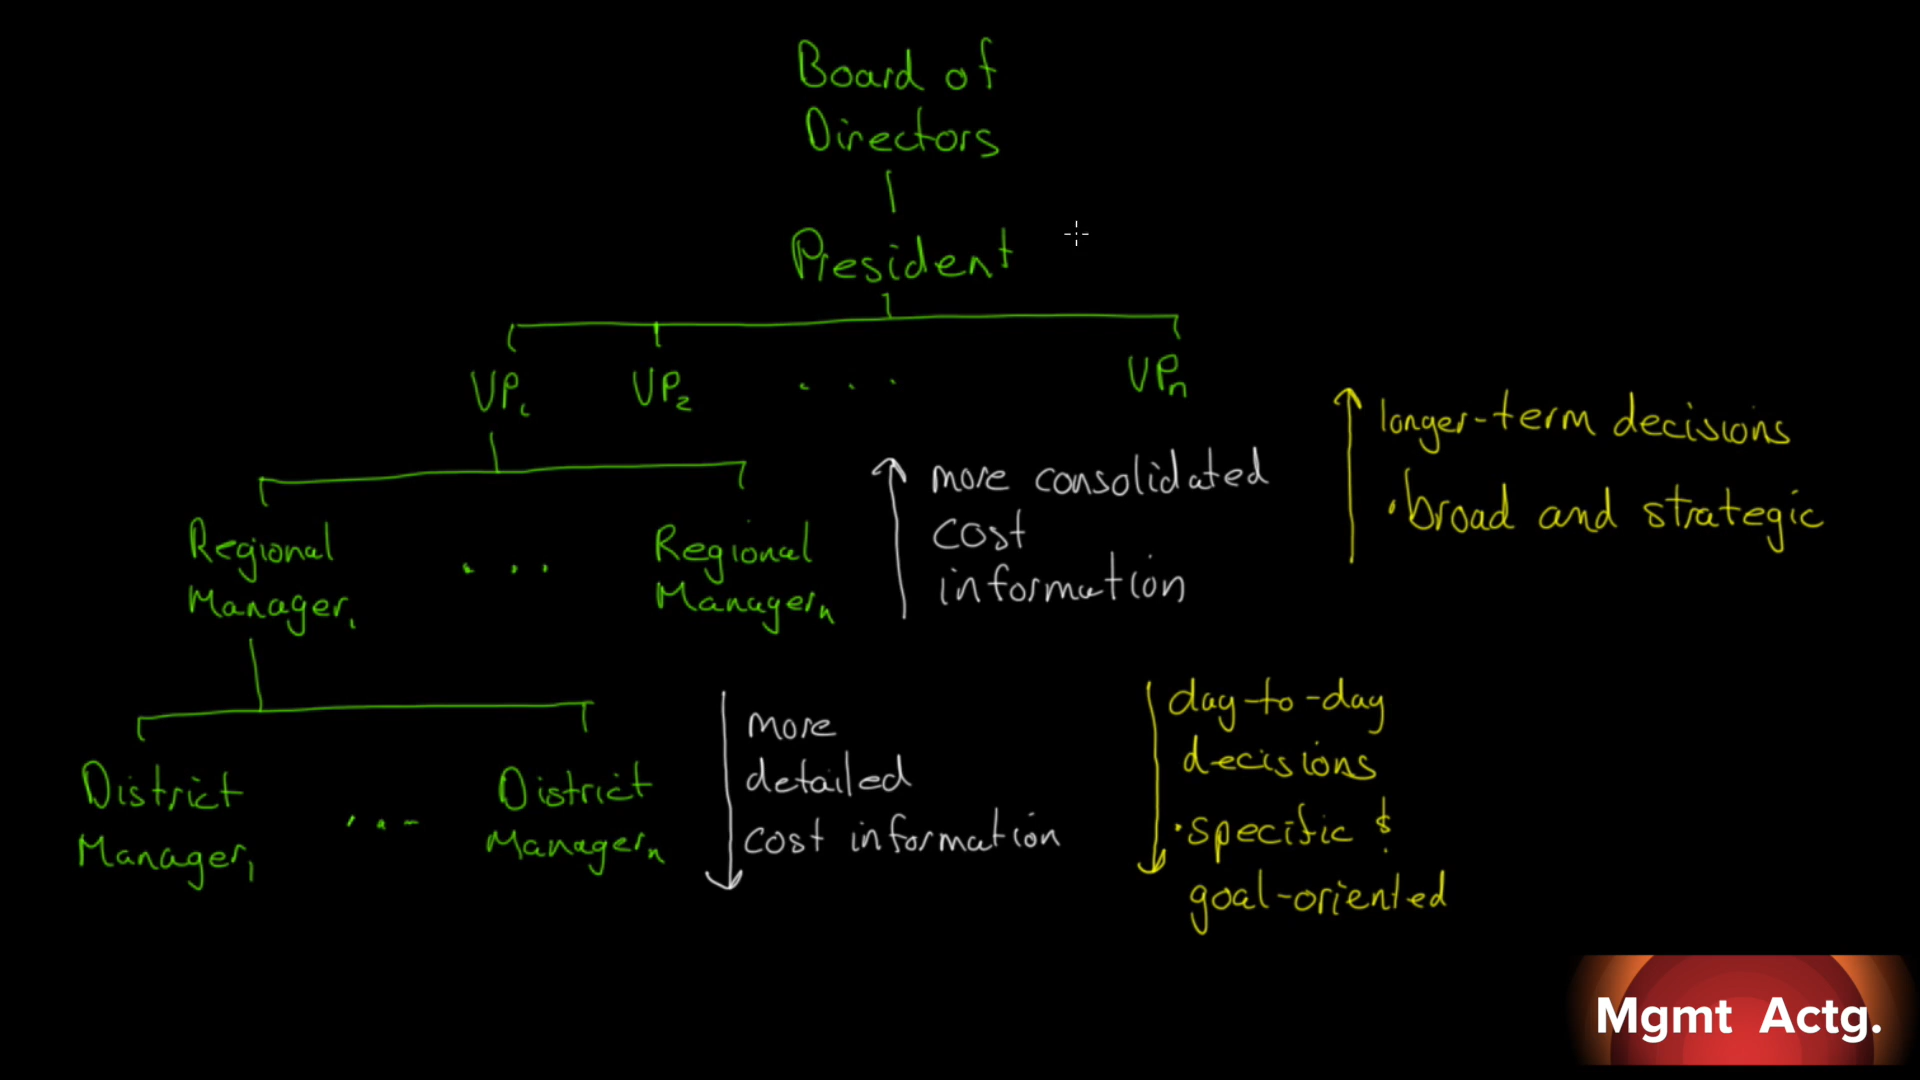 Board of
Directors
President
VP1 VP2 . . . VPn
longer-term decisions
• broad and strategic
more consolidated
cost
information
Regional
Manager1
. . .
Regional
Managern
day-to-day
decisions
• specific &
goal-oriented
more
detailed
cost information
District
Manager1
. . .
District
Managern
Mgmt Actg.